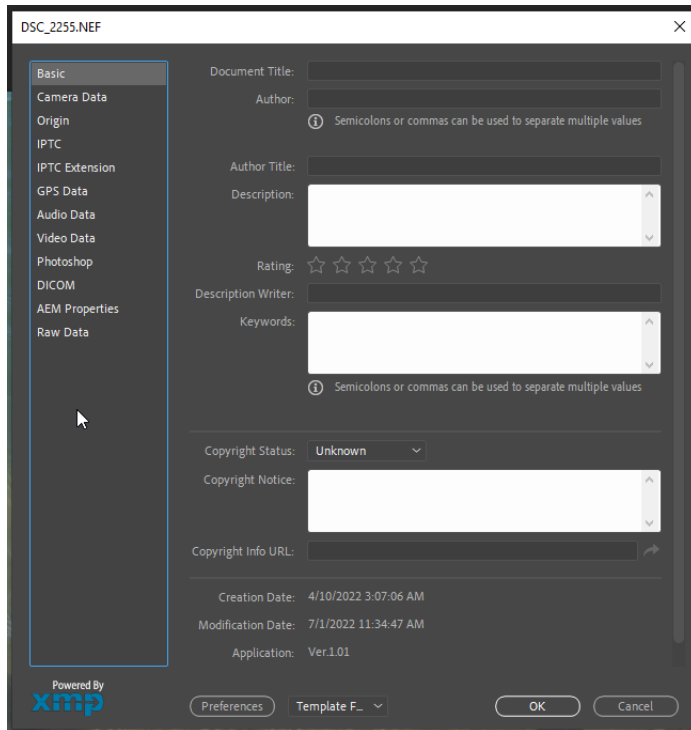 DSC_2255.NEF
Basic
Camera Data
Origin
IPTC
IPTC Extension
GPS Data
Audio Data
Video Data
Photoshop
DICOM
AEM Properties
Raw Data
Document Title:
Author:
Semicolons or commas can be used to separate multiple values
Author Title:
Description:
Rating:
Description Writer:
Keywords:
Semicolons or commas can be used to separate multiple values
Copyright Status: Unknown
Copyright Notice:
Copyright Info URL:
Creation Date: 4/10/2022 3:07:06 AM
Modification Date: 7/1/2022 11:34:47 AM
Application: Ver.1.01
Powered By
xmp
Preferences Template F... OK Cancel